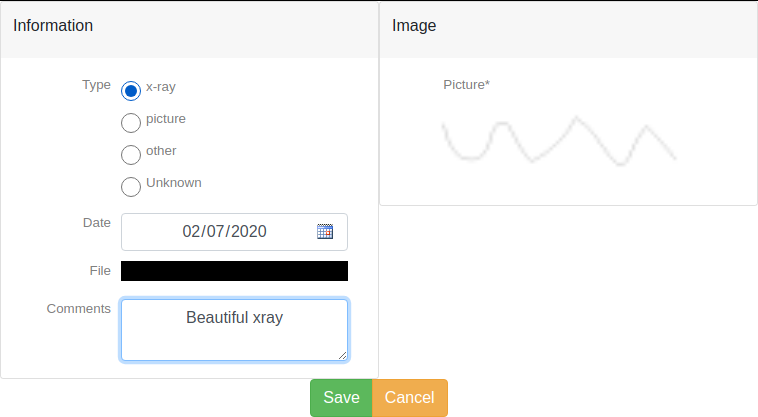 Information
Type
x-ray
picture
other
Unknown
Date
02/07/2020
File
Comments
Beautiful xray
Image
Picture*
Save
Cancel